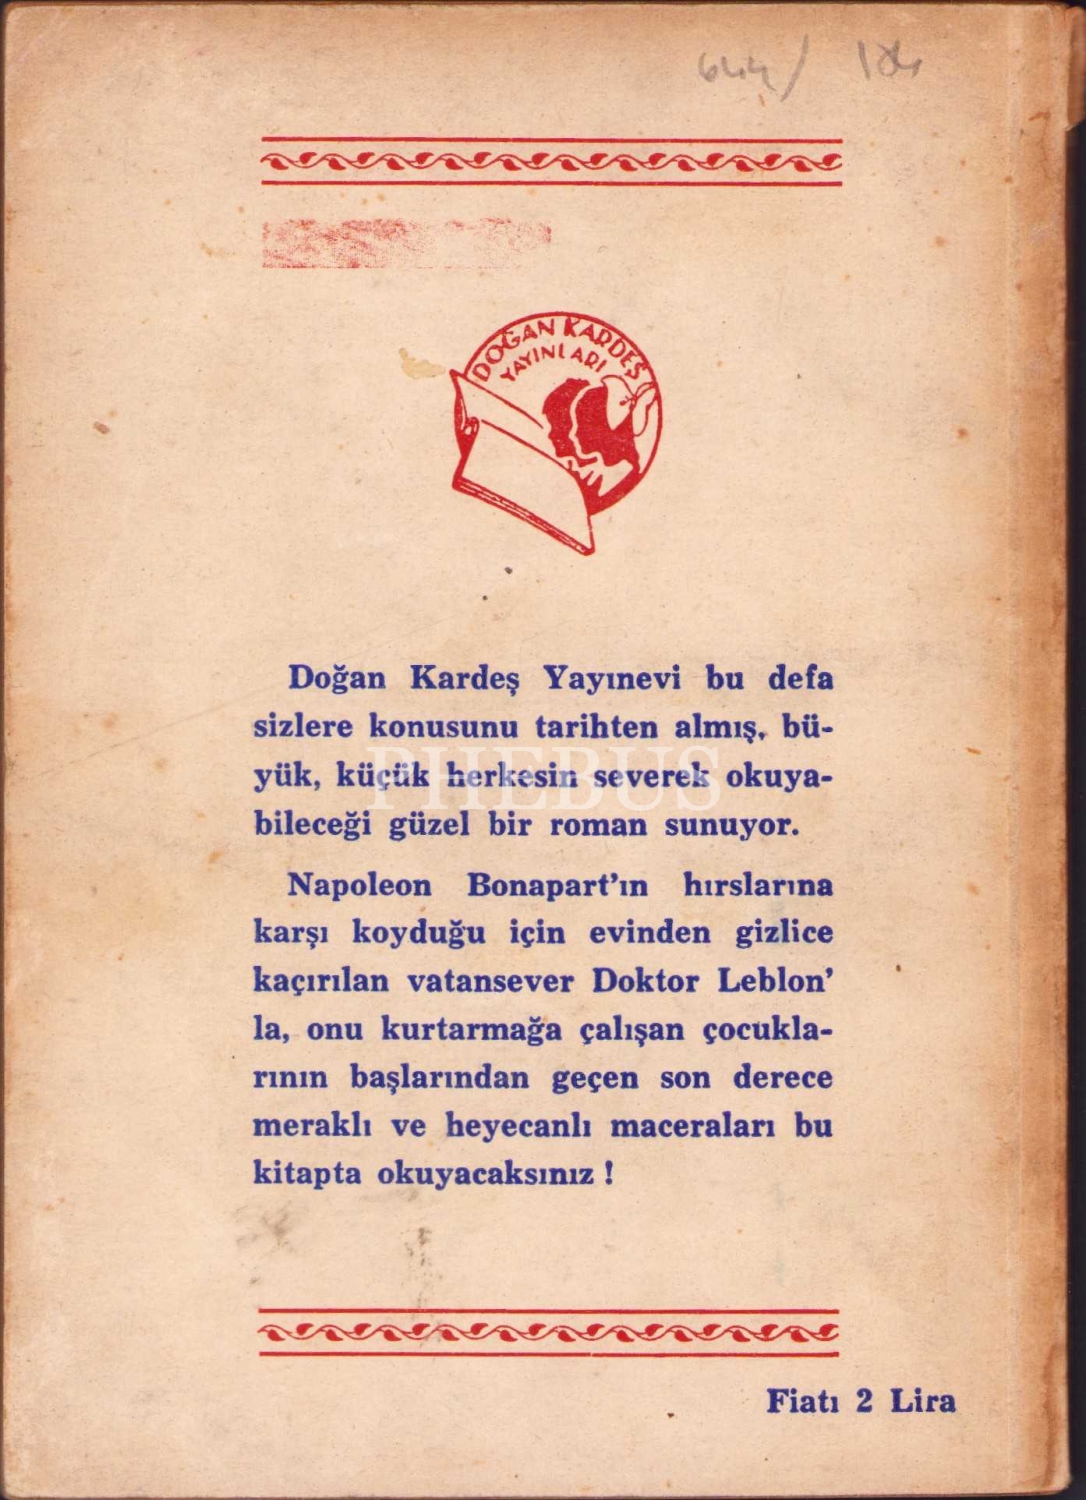 DOĞAN KARDEŞ
YAYINLARI
Doğan Kardeş Yayınevi bu defa
sizlere konusunu tarihten almış, bü-
yük, küçük herkesin severek okuya-
bileceği güzel bir roman sunuyor.
PHEBUS
Napoleon Bonapart'ın hırslarına
karşı koyduğu için evinden gizlice
kaçırılan vatansever Doktor Leblon'
la, onu kurtarmağa çalışan çocukla-
rının başlarından geçen son derece
meraklı ve heyecanlı maceraları bu
kitapta okuyacaksınız !
Fiatı 2 Lira